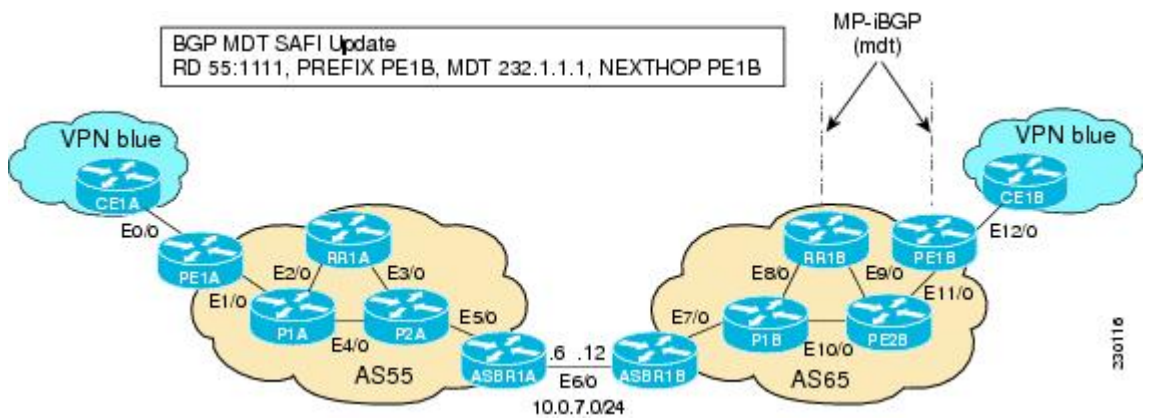 MP-iBGP
(mdt)
BGP MDT SAFI Update
RD 55:1111, PREFIX PE1B, MDT 232.1.1.1, NEXTHOP PE1B
VPN blue
VPN blue
CE1A
CE1B
E0/0
E12/0
PE1A
RR1A
RR1B
PE1B
E2/0
E3/0
E8/0
E9/0
E1/0
E11/0
P1A
P2A
E5/0
E7/0
P1B
PE2B
E4/0
E10/0
AS55
ASBR1A
.6 .12
ASBR1B
AS65
E6/0
10.0.7.0/24
230116